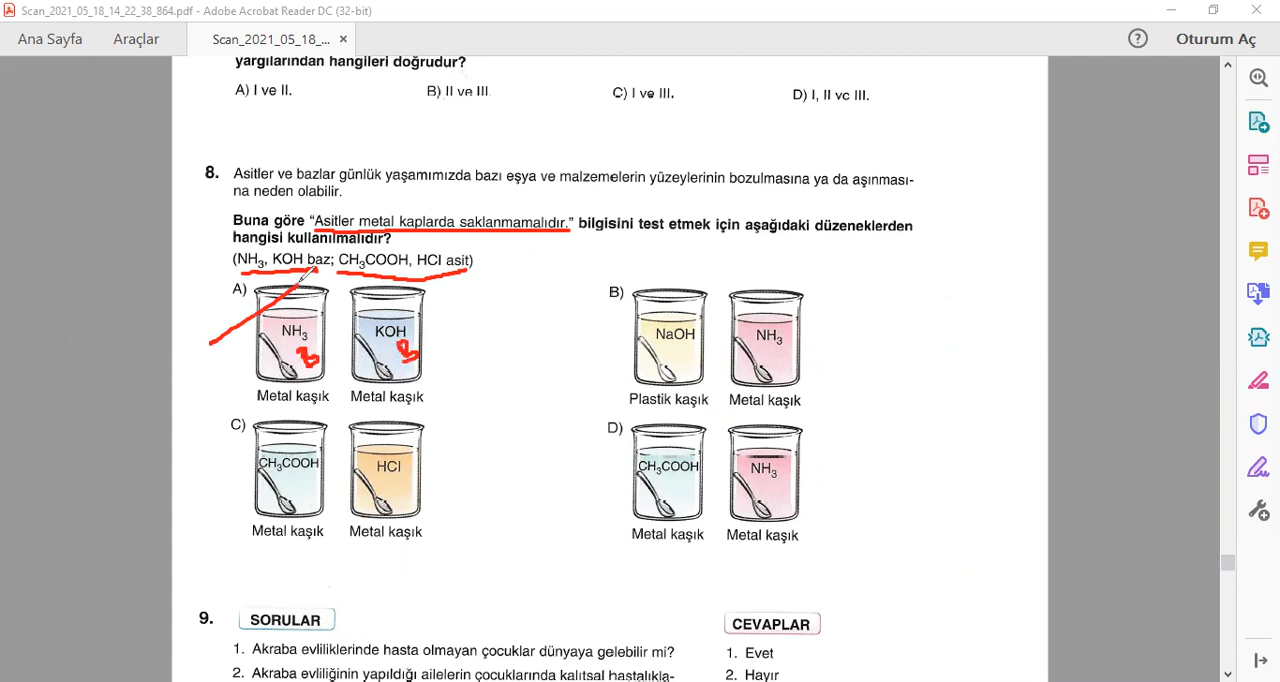 Scan_2021_05_18_14_22_38_864.pdf - Adobe Acrobat Reader DC (32-bit)
Ana Sayfa Araçlar Scan_2021_05_18_... × ? Oturum Aç
yargılarından hangileri doğrudur?
A) I ve II. B) II ve III. C) I ve III. D) I, II vc III.
8. Asitler ve bazlar günlük yaşamımızda bazı eşya ve malzemelerin yüzeylerinin bozulmasına ya da aşınması-
na neden olabilir.
Buna göre “Asitler metal kaplarda saklanmamalıdır.” bilgisini test etmek için aşağıdaki düzeneklerden
hangisi kullanılmalıdır?
(NH₃, KOH baz; CH₃COOH, HCl asit)
A) B)
NH₃ KOH NaOH NH₃
B B
Metal kaşık Metal kaşık Plastik kaşık Metal kaşık
C) D)
CH₃COOH HCl CH₃COOH NH₃
Metal kaşık Metal kaşık Metal kaşık Metal kaşık
9. SORULAR CEVAPLAR
1. Akraba evliliklerinde hasta olmayan çocuklar dünyaya gelebilir mi? 1. Evet
2. Akraba evliliğinin yapıldığı ailelerin çocuklarında kalıtsal hastalıkla- 2. Hayır